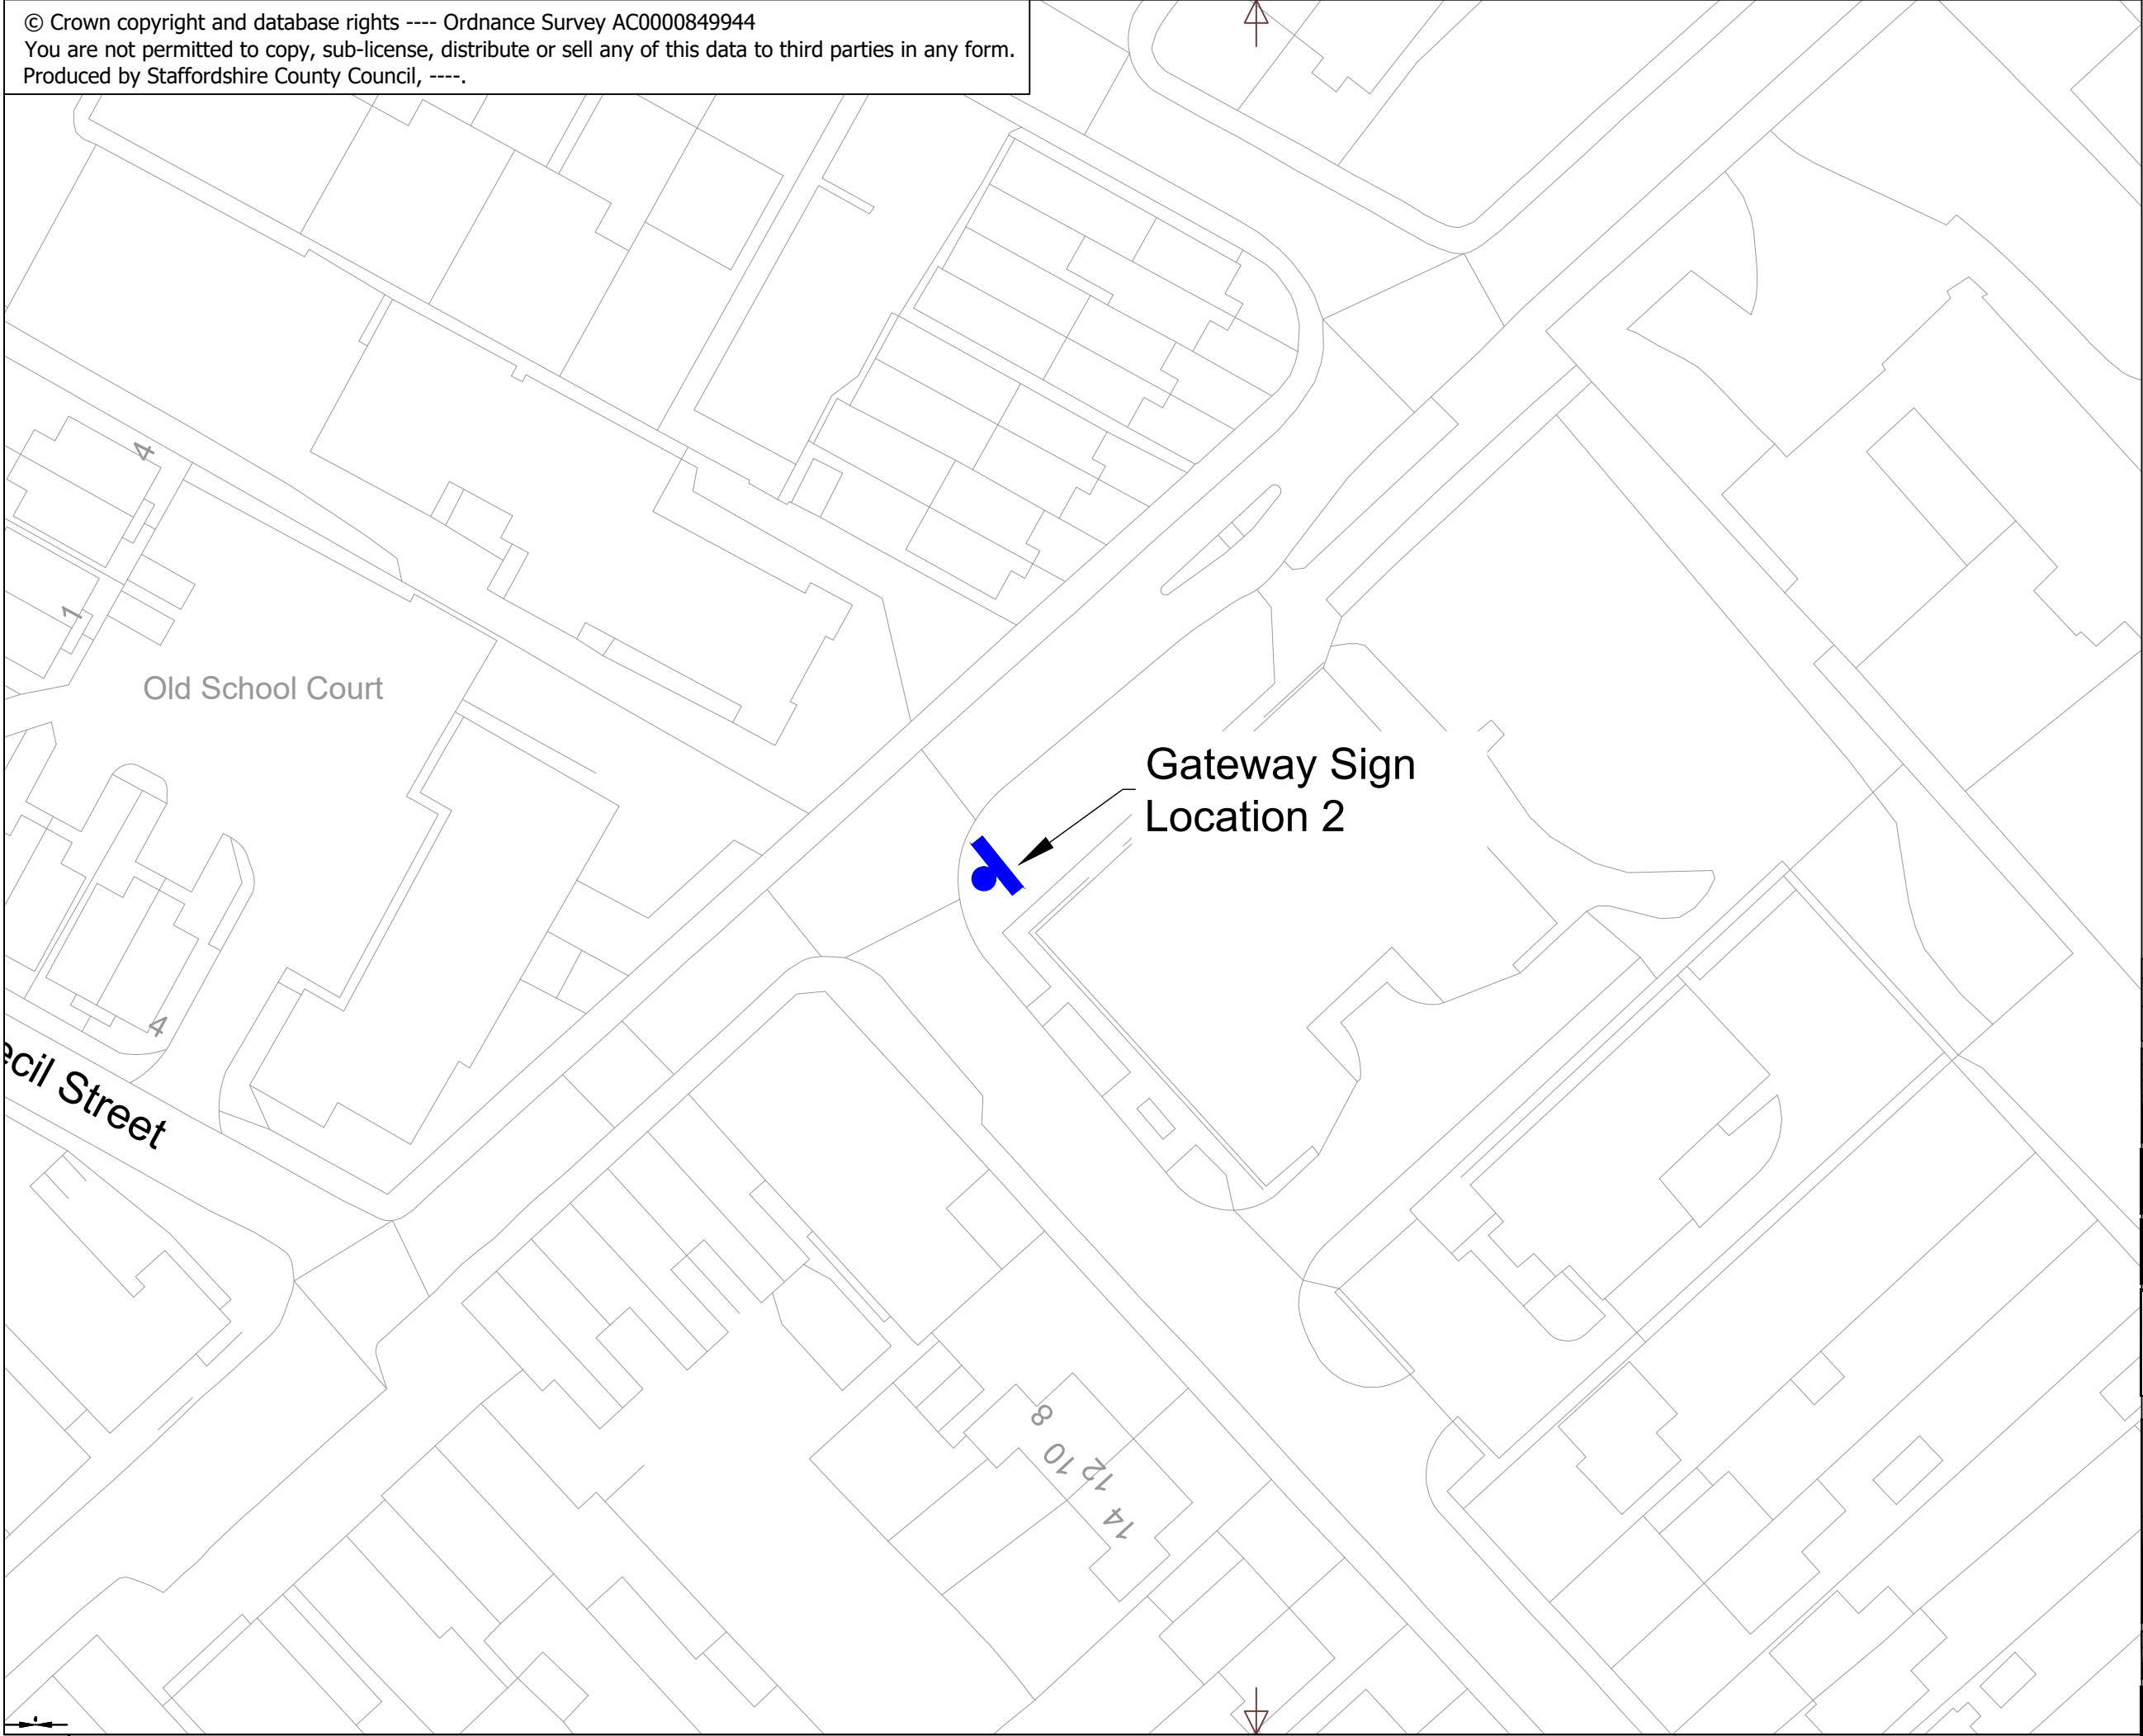 © Crown copyright and database rights ---- Ordnance Survey AC0000849944
You are not permitted to copy, sub-license, distribute or sell any of this data to third parties in any form.
Produced by Staffordshire County Council, ----.
4
1
Old School Court
Gateway Sign
Location 2
4
ecil Street
8
10
12
14